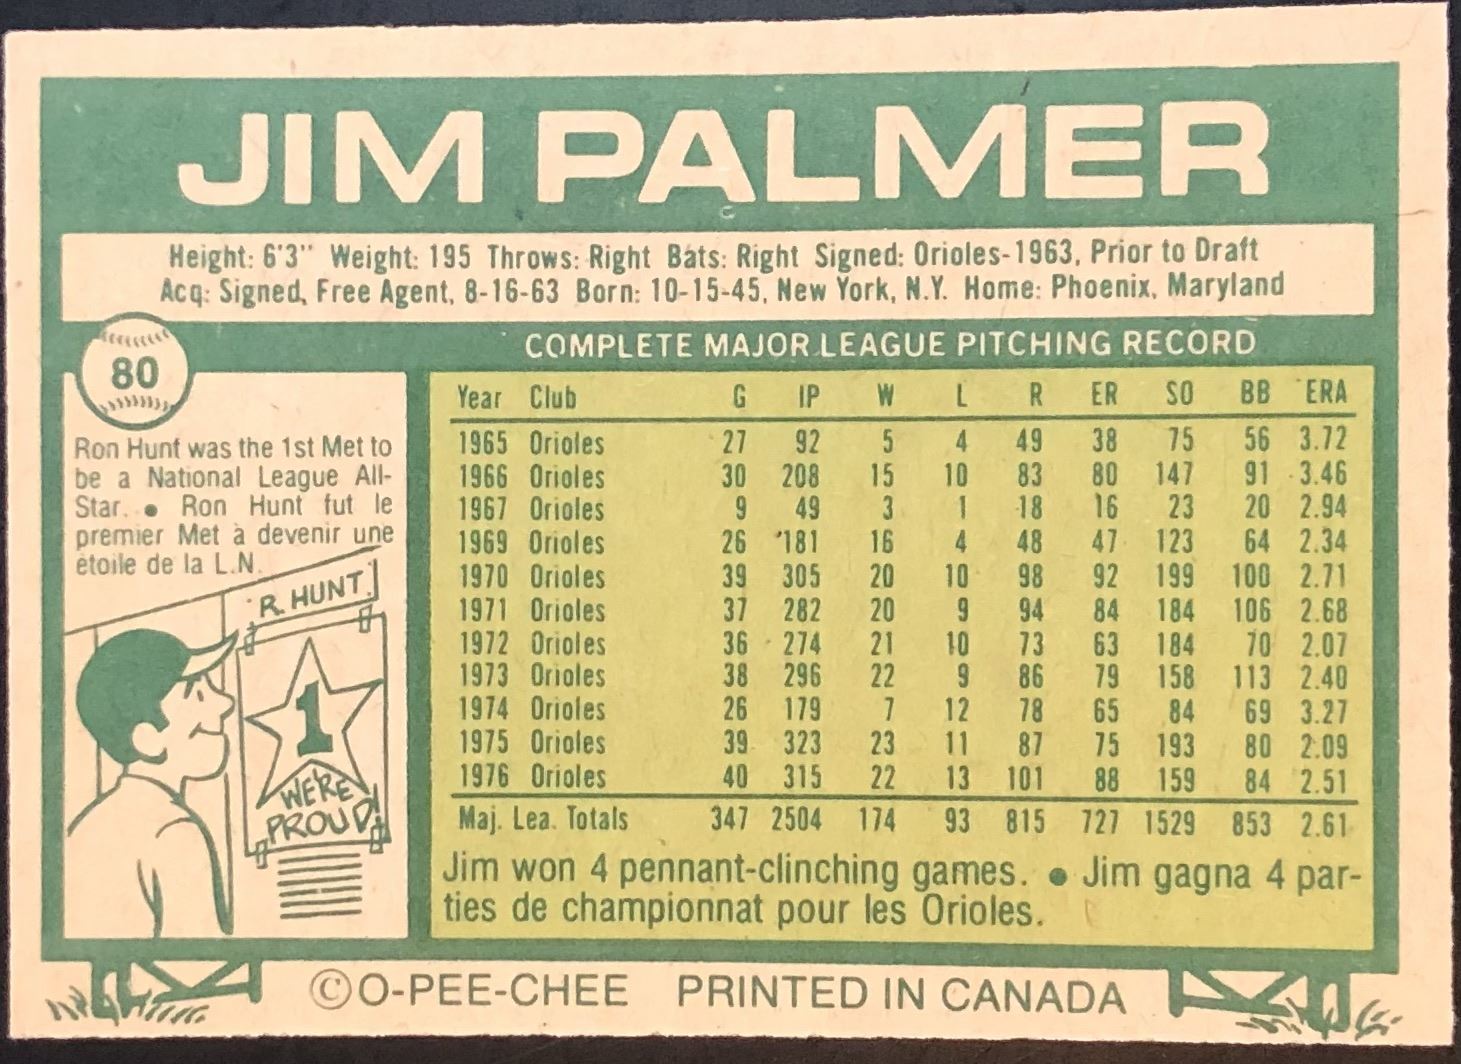 JIM PALMER
Height: 6'3" Weight: 195 Throws: Right Bats: Right Signed: Orioles-1963, Prior to Draft
Acq: Signed, Free Agent, 8-16-63 Born: 10-15-45, New York, N.Y. Home: Phoenix, Maryland
80
Ron Hunt was the 1st Met to
be a National League All-
Star. • Ron Hunt fut le
premier Met à devenir une
étoile de la L.N.
R. HUNT
1
WE'RE
PROUD!
COMPLETE MAJOR LEAGUE PITCHING RECORD
Year Club G IP W L R ER SO BB ERA
1965 Orioles 27 92 5 4 49 38 75 56 3.72
1966 Orioles 30 208 15 10 83 80 147 91 3.46
1967 Orioles 9 49 3 1 18 16 23 20 2.94
1969 Orioles 26 181 16 4 48 47 123 64 2.34
1970 Orioles 39 305 20 10 98 92 199 100 2.71
1971 Orioles 37 282 20 9 94 84 184 106 2.68
1972 Orioles 36 274 21 10 73 63 184 70 2.07
1973 Orioles 38 296 22 9 86 79 158 113 2.40
1974 Orioles 26 179 7 12 78 65 84 69 3.27
1975 Orioles 39 323 23 11 87 75 193 80 2.09
1976 Orioles 40 315 22 13 101 88 159 84 2.51
Maj. Lea. Totals 347 2504 174 93 815 727 1529 853 2.61
Jim won 4 pennant-clinching games. • Jim gagna 4 par-
ties de championnat pour les Orioles.
©O-PEE-CHEE PRINTED IN CANADA